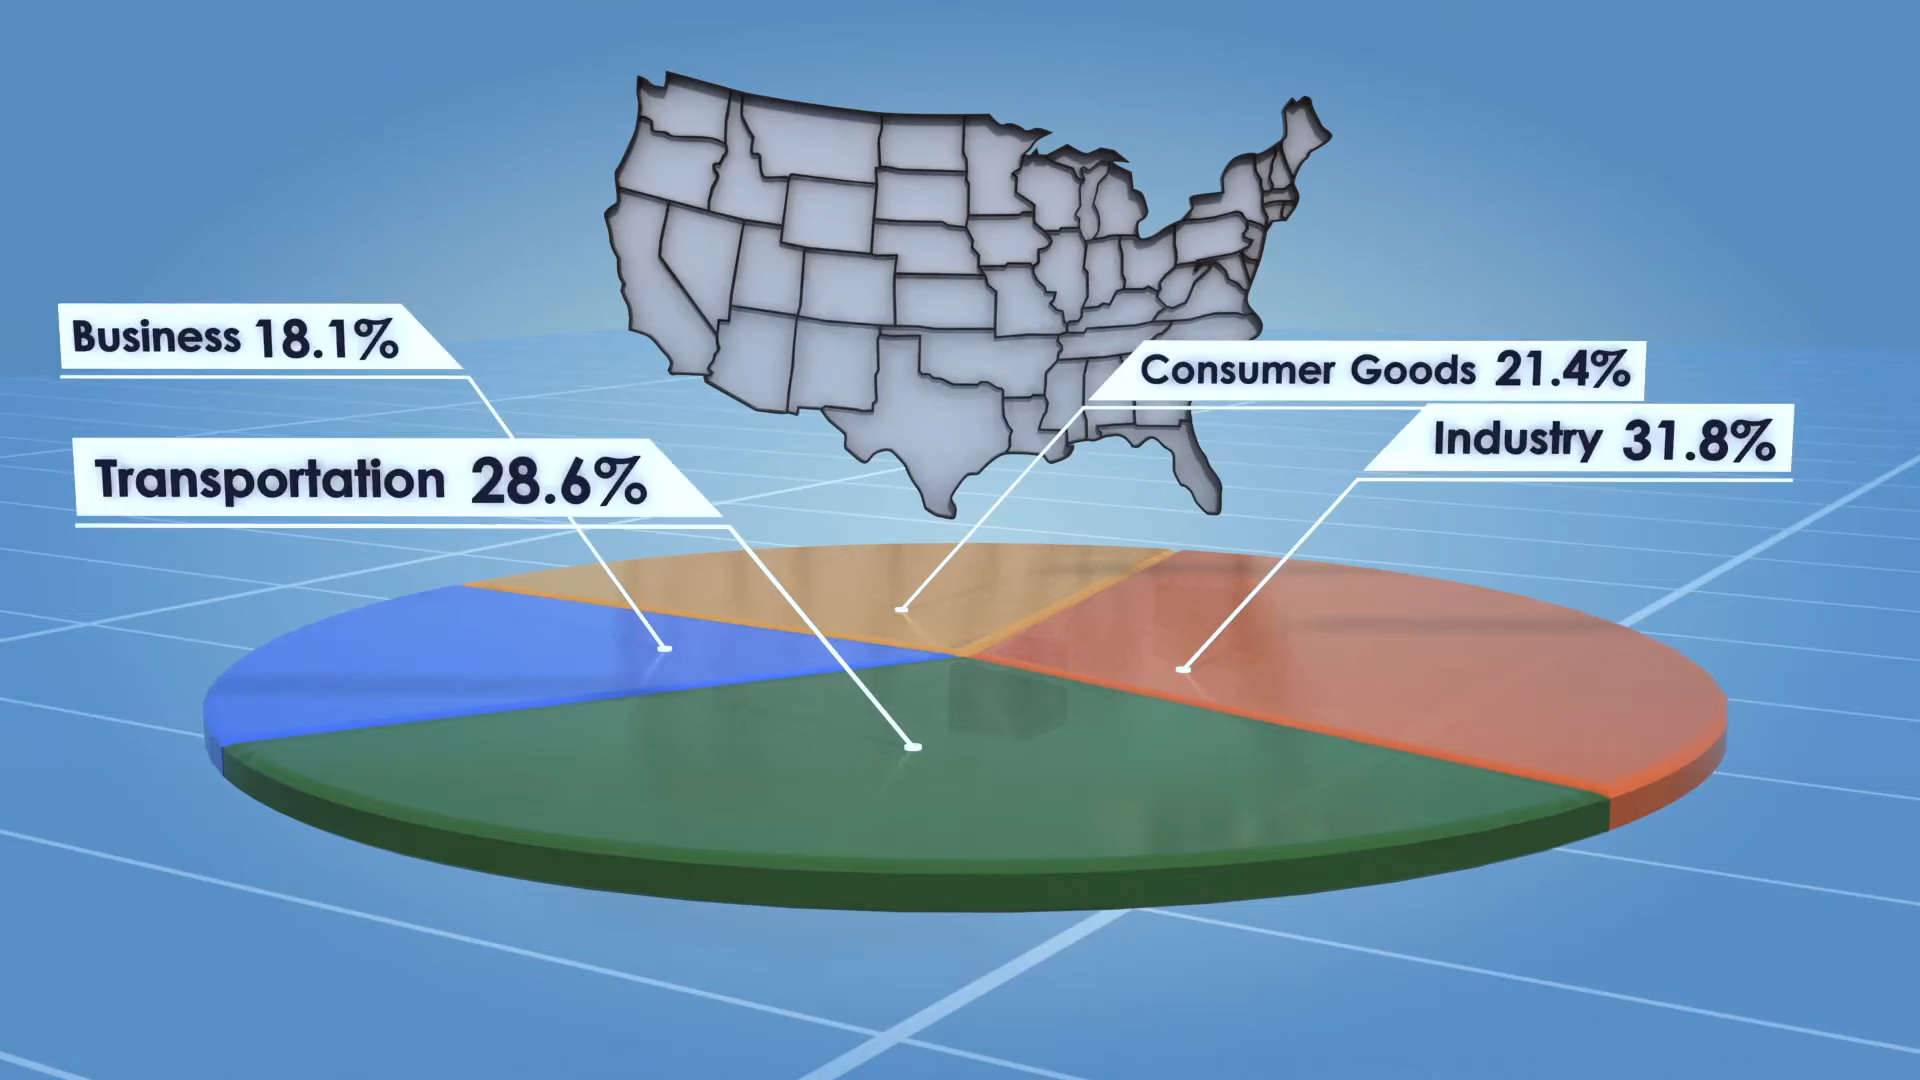 Business 18.1%
Consumer Goods 21.4%
Industry 31.8%
Transportation 28.6%